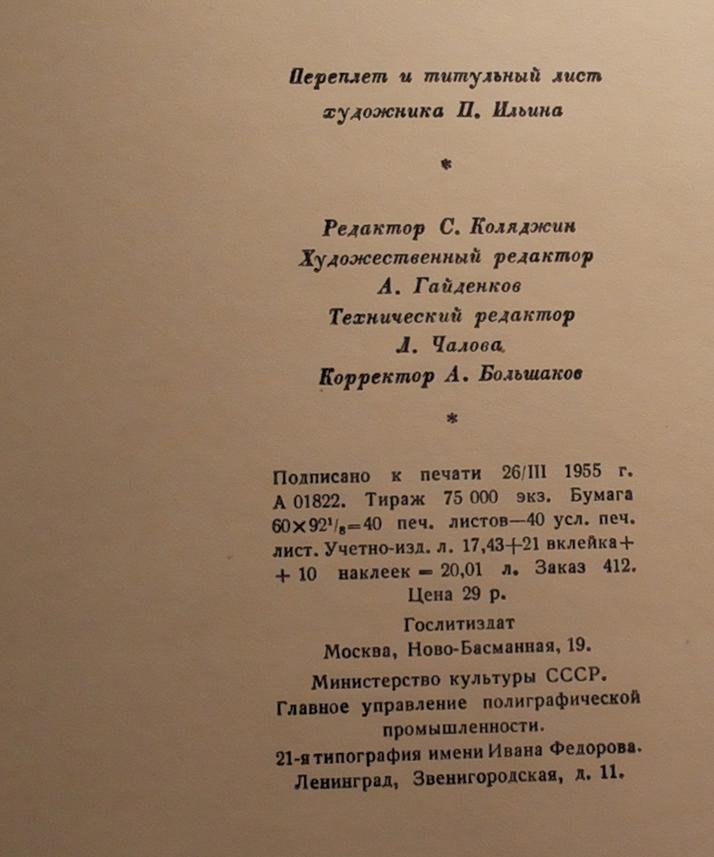 Переплет и титульный лист
художника П. Ильина
*
Редактор С. Коляджин
Художественный редактор
А. Гайденков
Технический редактор
Л. Чалова
Корректор А. Большаков
*
Подписано к печати 26/III 1955 г.
А 01822. Тираж 75 000 экз. Бумага
60×92¹/₈=40 печ. листов—40 усл. печ.
лист. Учетно-изд. л. 17,43+21 вклейка+
+ 10 наклеек = 20,01 л. Заказ 412.
Цена 29 р.
Гослитиздат
Москва, Ново-Басманная, 19.
Министерство культуры СССР.
Главное управление полиграфической
промышленности.
21-я типография имени Ивана Федорова.
Ленинград, Звенигородская, д. 11.